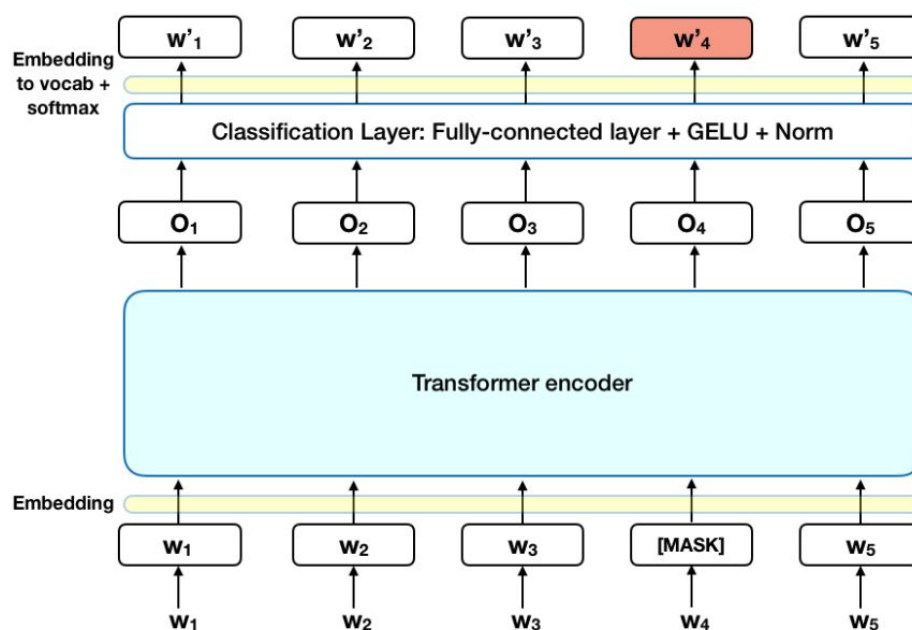 w'₁ w'₂ w'₃ w'₄ w'₅
Embedding
to vocab +
softmax
Classification Layer: Fully-connected layer + GELU + Norm
O₁ O₂ O₃ O₄ O₅
Transformer encoder
Embedding
W₁ W₂ W₃ [MASK] W₅
W₁ W₂ W₃ W₄ W₅